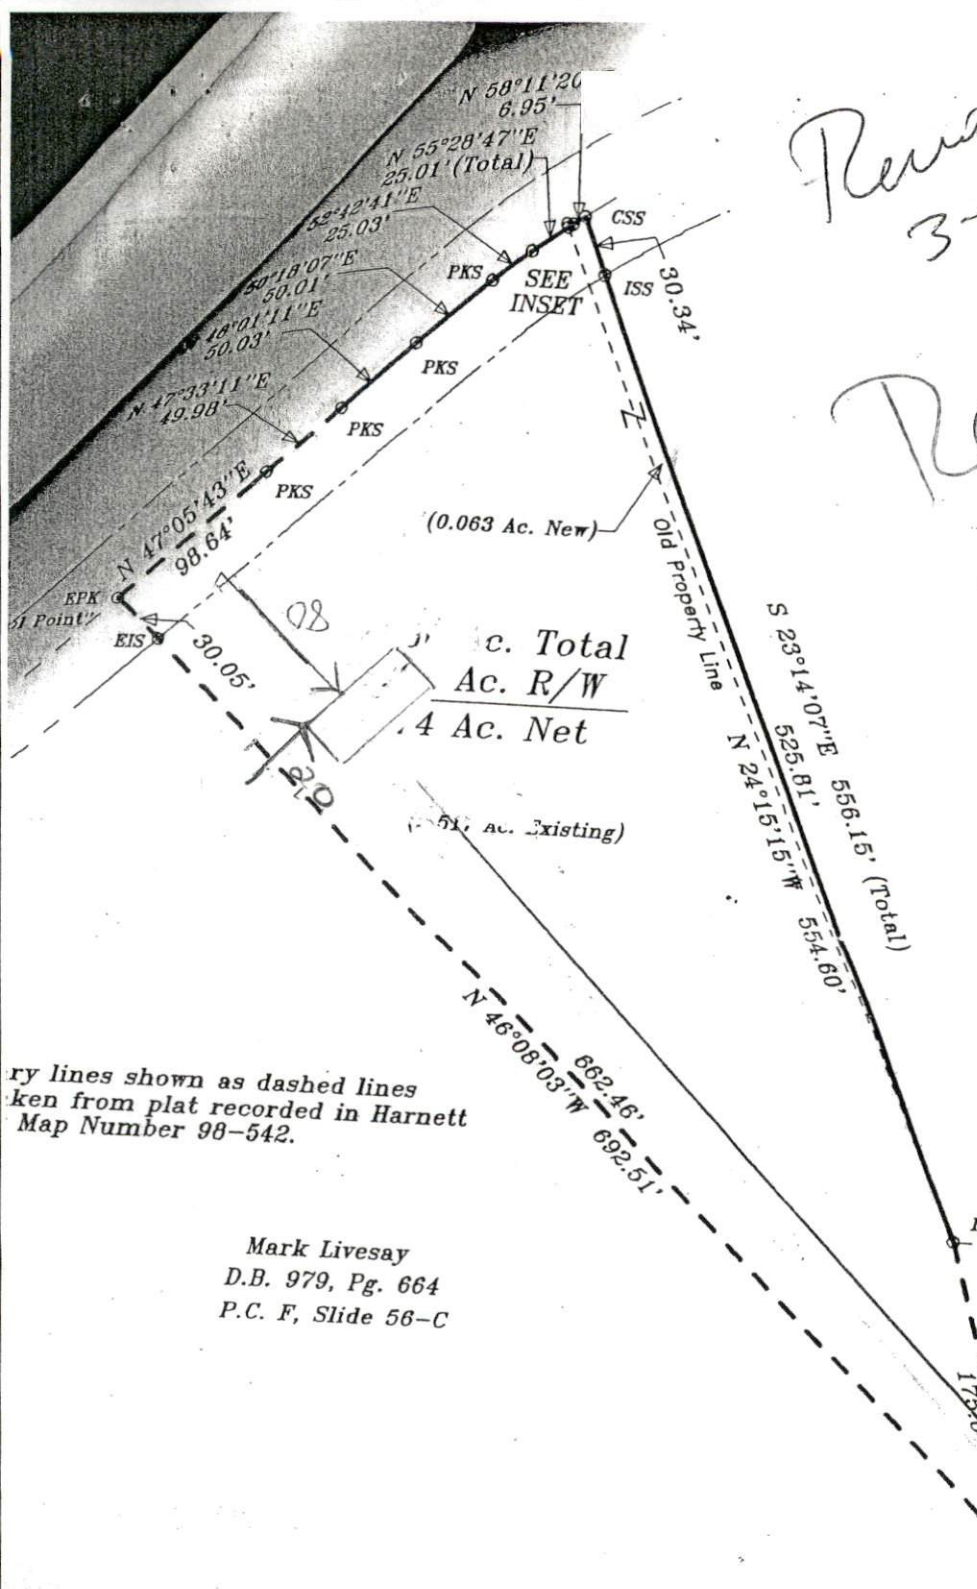 N 58°11'20
6.95'
N 55°28'47"E
25.01' (Total)
52°42'41"E
25.03'
50°18'07"E
50.01'
48°01'11"E
50.03'
N 47°33'11"E
49.98'
N 47°05'43"E
98.64'
CSS
30.34'
ISS
PKS
SEE
INSET
PKS
PKS
PKS
3-
(0.063 Ac. New)
Old Property Line
EPK
Point"
EIS
30.05'
c. Total
Ac. R/W
.4 Ac. Net
20
Ac. Existing)
S 23°14'07"E 556.15' (Total)
525.81'
N 24°15'15"W 554.60'
662.46'
N 46°08'03"W 692.51'
ry lines shown as dashed lines
ken from plat recorded in Harnett
Map Number 98-542.
Mark Livesay
D.B. 979, Pg. 664
P.C. F, Slide 56-C